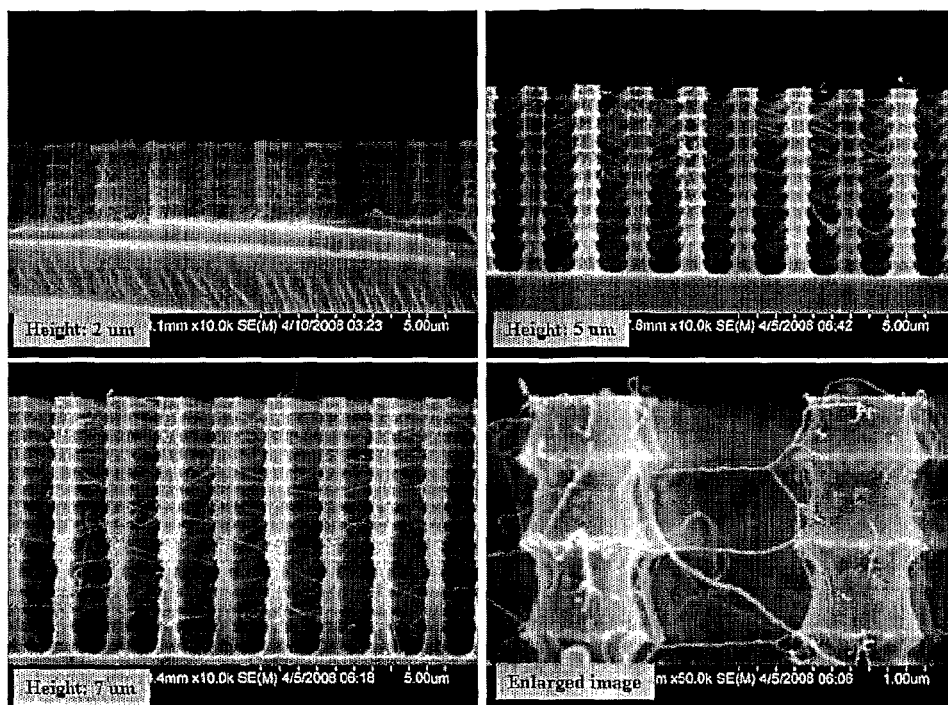 Height: 2 um
.1mm x10.0k SE(M) 4/10/2008 03:23 5.00um
Height: 5 um
.8mm x10.0k SE(M) 4/5/2008 06:42 5.00um
Height: 7 um
.4mm x10.0k SE(M) 4/5/2008 06:18 5.00um
Enlarged image
m x50.0k SE(M) 4/5/2008 06:06 1.00um